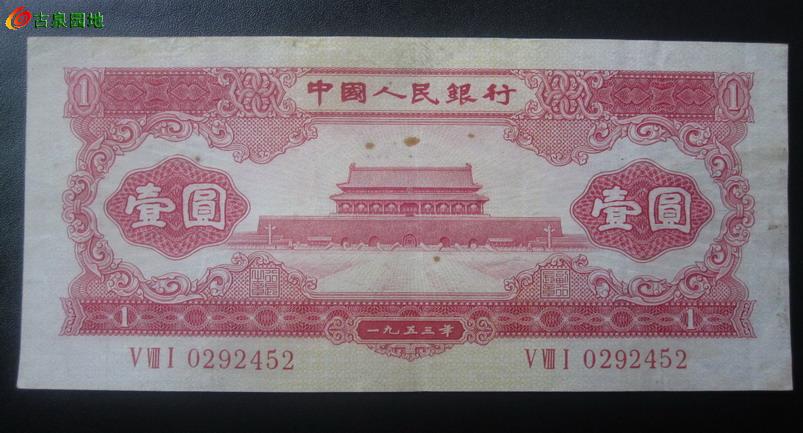 古泉园地
1 中國人民銀行 1
壹圓 壹圓
1 一九五三年 1
V VIII I 0292452 V VIII I 0292452